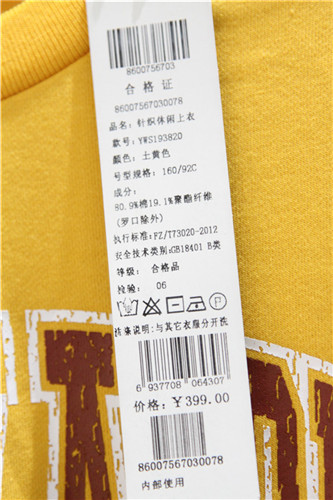 8600756703
合格证
86007567030078
品名：针织休闲上衣
款号：YWS193820
颜色：土黄色
号型规格：160/92C
成分：
80.9%棉19.1%聚酯纤维
(罗口除外)
执行标准：FZ/T73020-2012
安全技术类别:GB18401 B类
等级： 合格品
检验： 06
扶集说明:与其它衣服分开洗
6 937708 064307
价格：￥399.00
86007567030078
内部使用